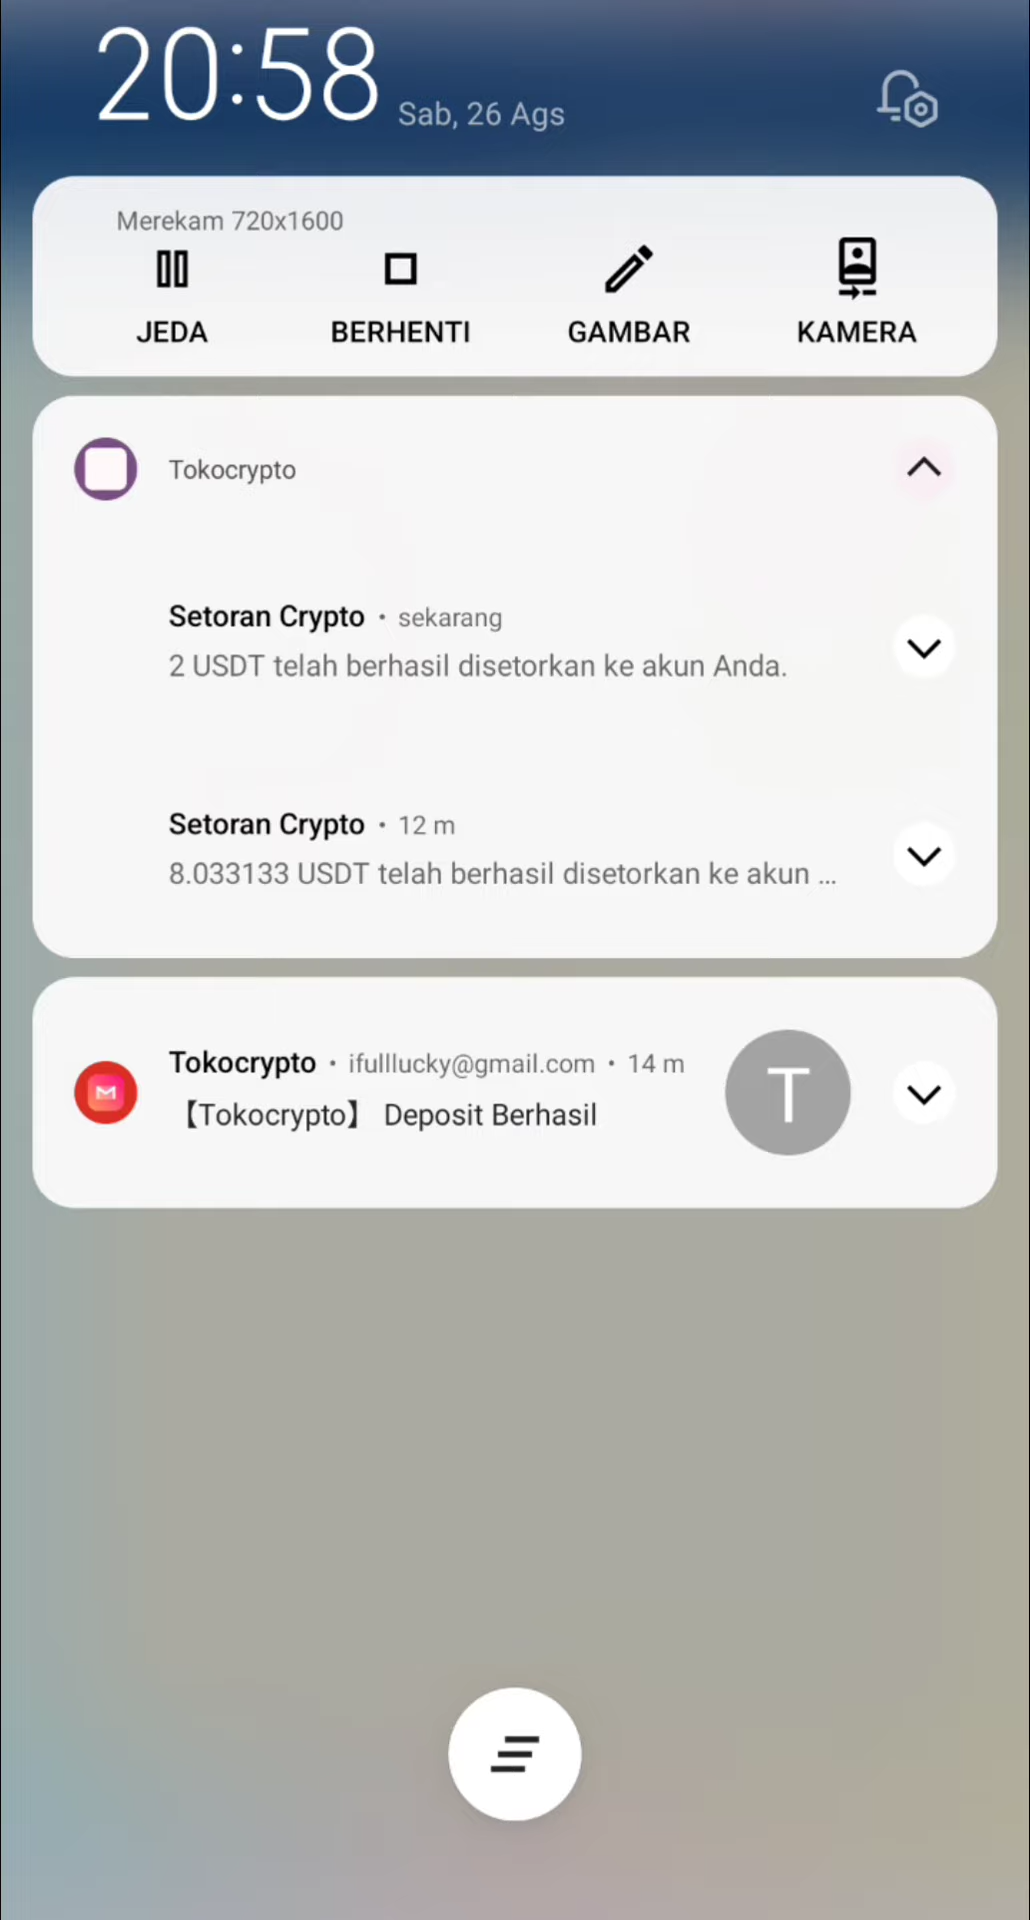 20:58 Sab, 26 Ags
Merekam 720x1600
JEDA BERHENTI GAMBAR KAMERA
Tokocrypto
Setoran Crypto • sekarang
2 USDT telah berhasil disetorkan ke akun Anda.
Setoran Crypto • 12 m
8.033133 USDT telah berhasil disetorkan ke akun ...
Tokocrypto • ifulllucky@gmail.com • 14 m
T
【Tokocrypto】 Deposit Berhasil